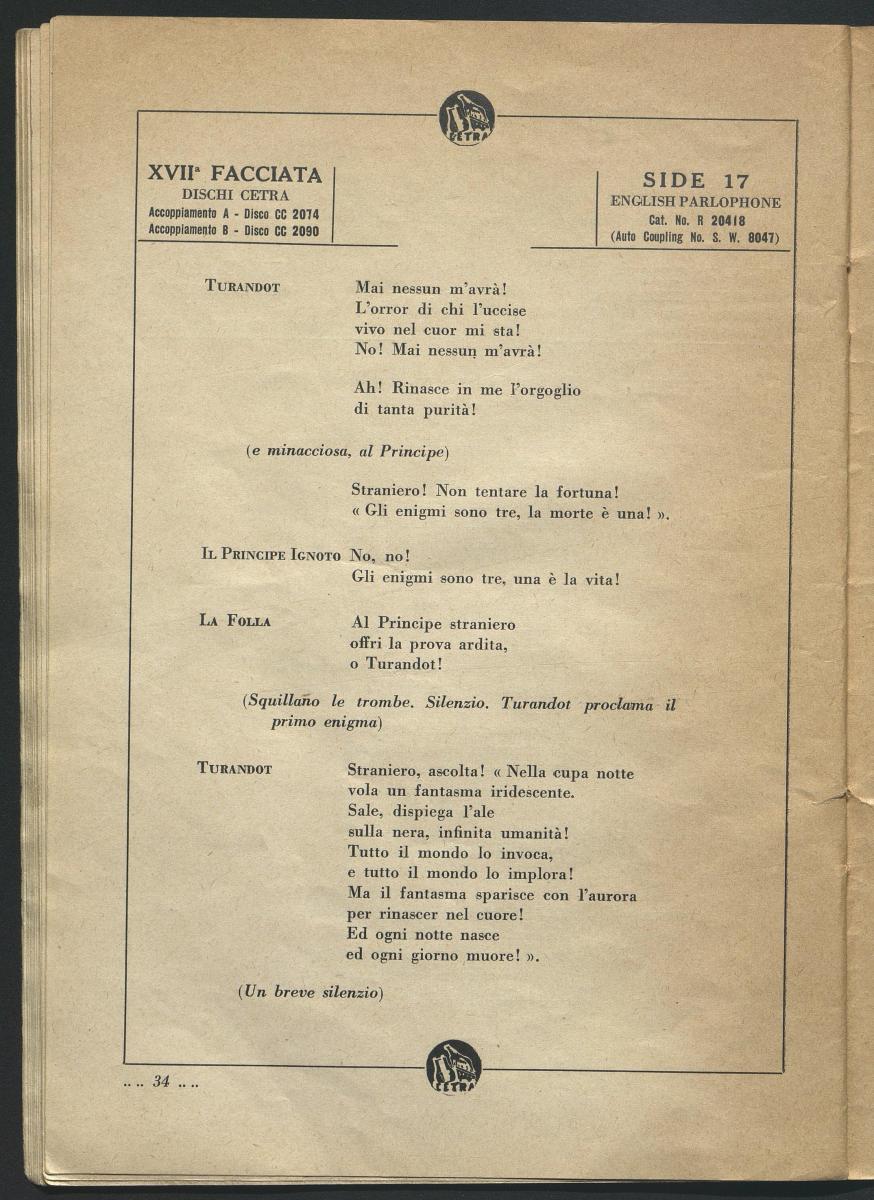 CETRA
XVIIª FACCIATA
DISCHI CETRA
Accoppiamento A - Disco CC 2074
Accoppiamento B - Disco CC 2090
SIDE 17
ENGLISH PARLOPHONE
Cat. No. R 20418
(Auto Coupling No. S. W. 8047)
TURANDOT Mai nessun m'avrà!
L'orror di chi l'uccise
vivo nel cuor mi sta!
No! Mai nessun m'avrà!
Ah! Rinasce in me l'orgoglio
di tanta purità!
(e minacciosa, al Principe)
Straniero! Non tentare la fortuna!
« Gli enigmi sono tre, la morte è una! ».
IL PRINCIPE IGNOTO No, no!
Gli enigmi sono tre, una è la vita!
LA FOLLA Al Principe straniero
offri la prova ardita,
o Turandot!
(Squillano le trombe. Silenzio. Turandot proclama il
primo enigma)
TURANDOT Straniero, ascolta! « Nella cupa notte
vola un fantasma iridescente.
Sale, dispiega l'ale
sulla nera, infinita umanità!
Tutto il mondo lo invoca,
e tutto il mondo lo implora!
Ma il fantasma sparisce con l'aurora
per rinascer nel cuore!
Ed ogni notte nasce
ed ogni giorno muore! ».
(Un breve silenzio)
CETRA
.. .. 34 .. ..